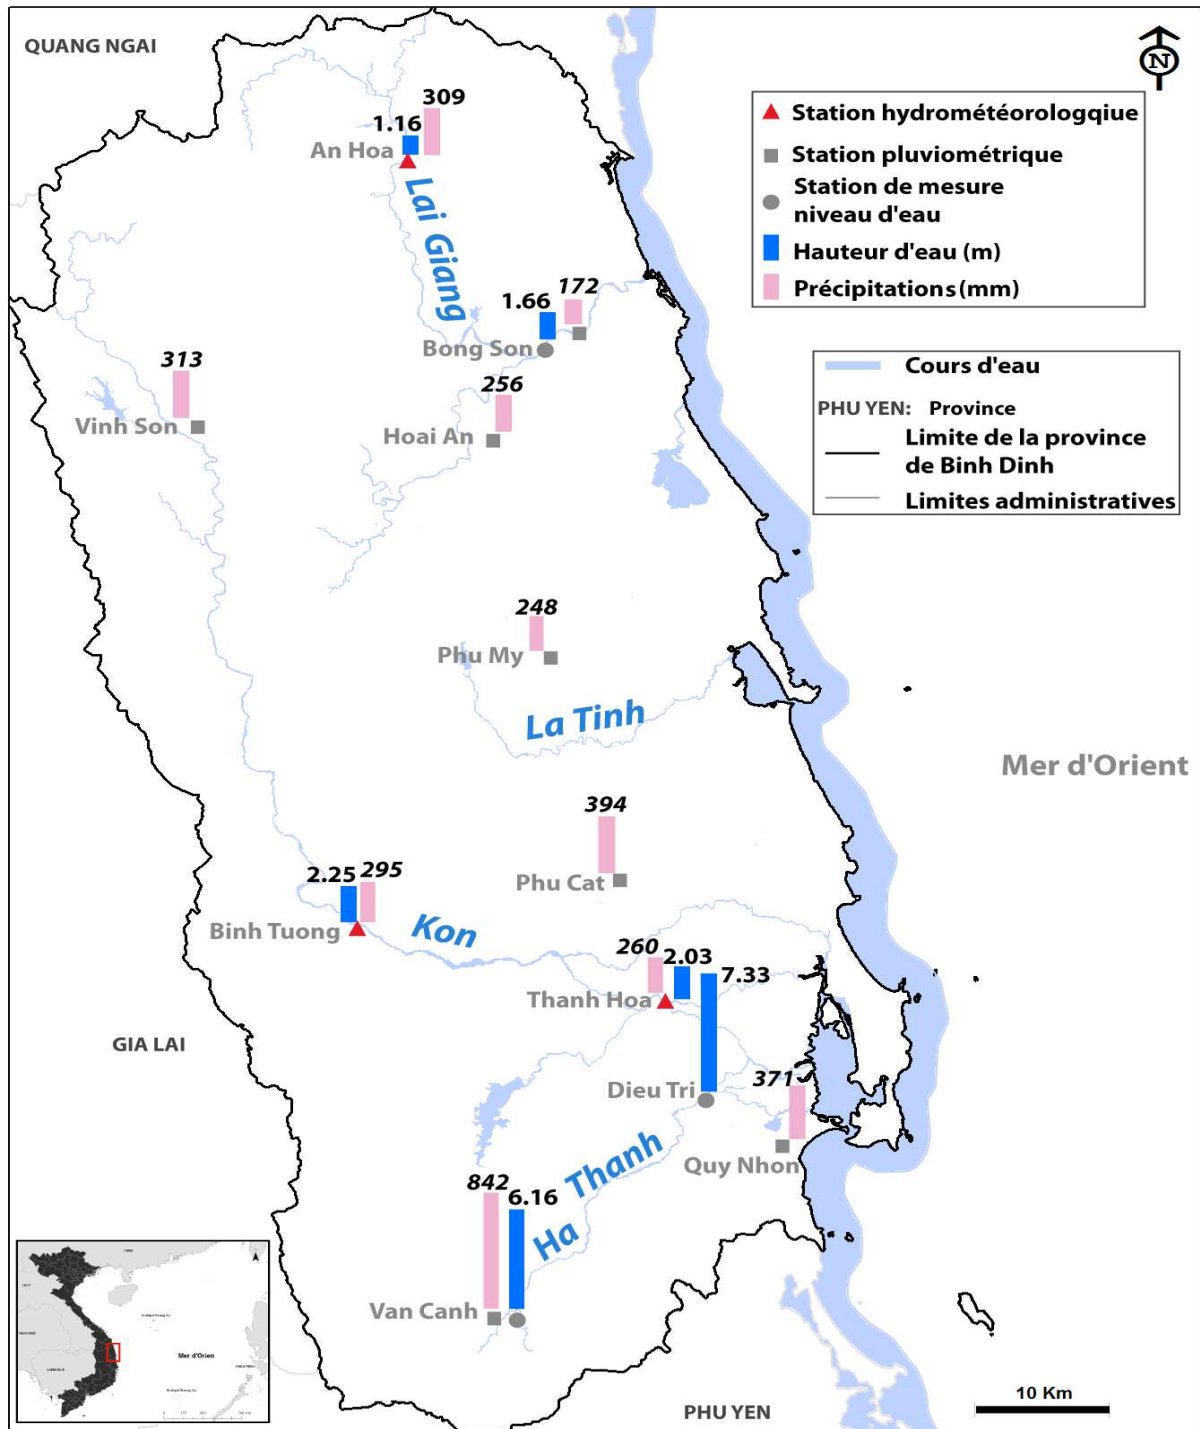 QUANG NGAI
N
309
1.16
An Hoa
Lai Giang
Station hydrométéorologqiue
Station pluviométrique
Station de mesure
niveau d'eau
Hauteur d'eau (m)
Précipitations (mm)
172
1.66
Bong Son
313
Vinh Son
256
Hoai An
Cours d'eau
PHU YEN: Province
Limite de la province
de Binh Dinh
Limites administratives
248
Phu My
La Tinh
Mer d'Orient
394
Phu Cat
2.25
295
Binh Tuong
Kon
260
2.03
7.33
Thanh Hoa
GIA LAI
Dieu Tri
371
Quy Nhon
Ha Thanh
842
6.16
Van Canh
Mer d'Orien
10 Km
PHU YEN